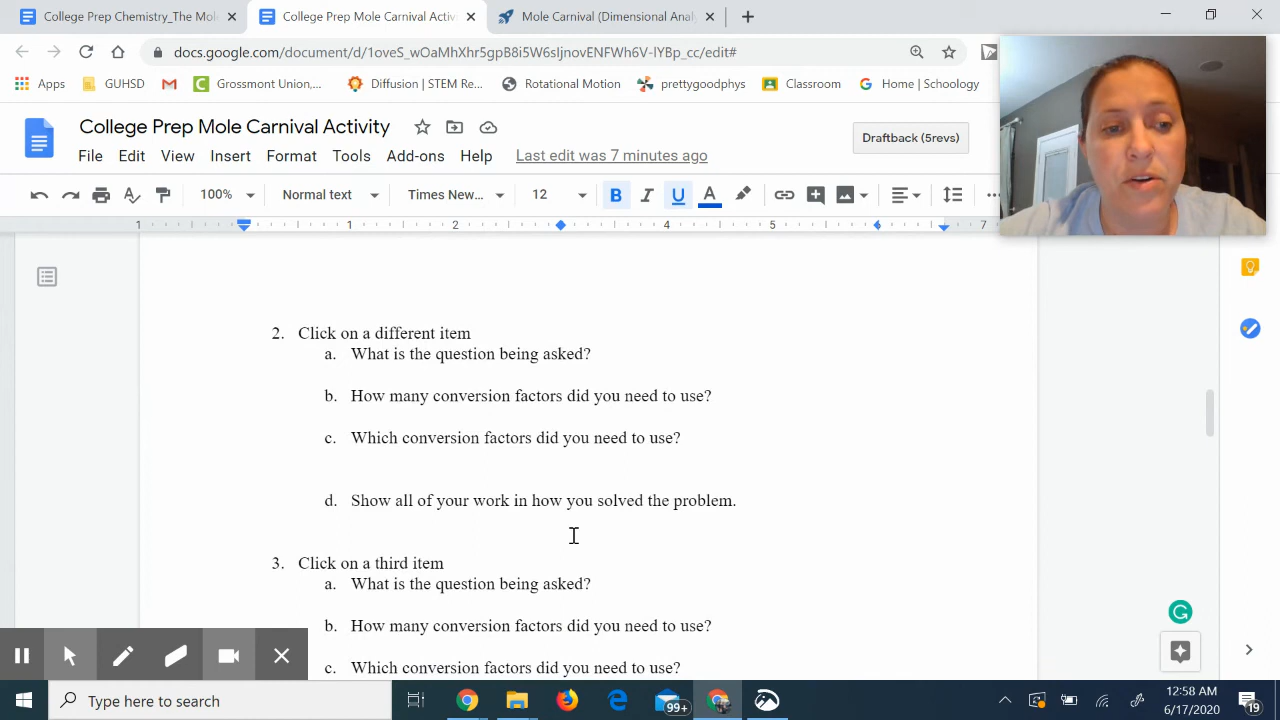 College Prep Chemistry_The Mol
College Prep Mole Carnival Activ
Mole Carnival (Dimensional Anal
docs.google.com/document/d/1oveS_wOaMhXhr5gpB8i5W6sIjnovENFWh6V-IYBp_cc/edit#
Apps
GUHSD
Grossmont Union,...
Diffusion | STEM Re...
Rotational Motion
prettygoodphys
Classroom
Home | Schoology
College Prep Mole Carnival Activity
Draftback (5revs)
File Edit View Insert Format Tools Add-ons Help Last edit was 7 minutes ago
100% Normal text Times New... 12 B I U A
1 1 2 4 5 7
2. Click on a different item
a. What is the question being asked?
b. How many conversion factors did you need to use?
c. Which conversion factors did you need to use?
d. Show all of your work in how you solved the problem.
3. Click on a third item
a. What is the question being asked?
b. How many conversion factors did you need to use?
c. Which conversion factors did you need to use?
Type here to search
99+
12:58 AM
6/17/2020
19